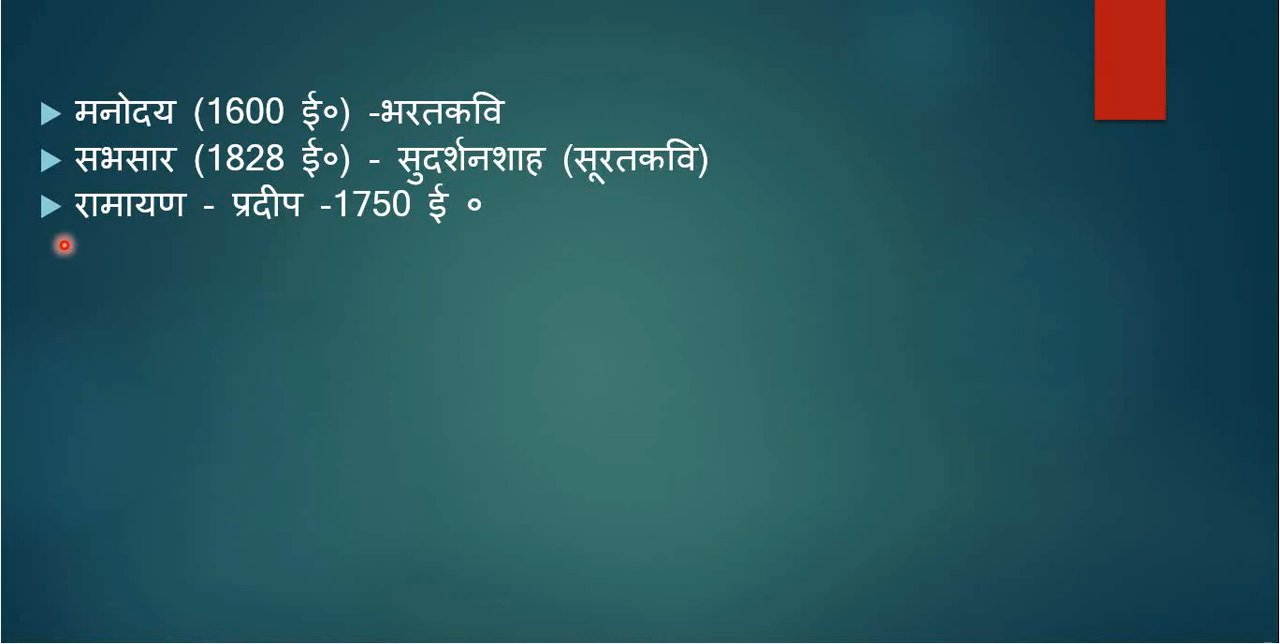 मनोदय (1600 ई०) -भरतकवि
सभसार (1828 ई०) - सुदर्शनशाह (सूरतकवि)
रामायण - प्रदीप -1750 ई ०